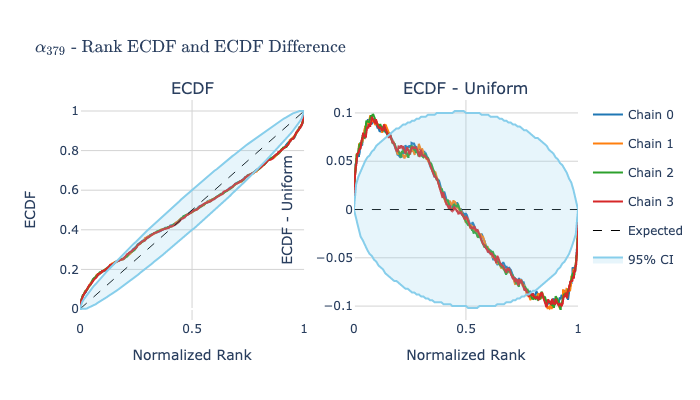 α379 - Rank ECDF and ECDF Difference
ECDF
ECDF - Uniform
1
0.8
0.6
0.4
0.2
0
ECDF
0
0.5
1
Normalized Rank
0.1
0.05
0
−0.05
−0.1
ECDF - Uniform
0
0.5
1
Normalized Rank
Chain 0
Chain 1
Chain 2
Chain 3
Expected
95% CI